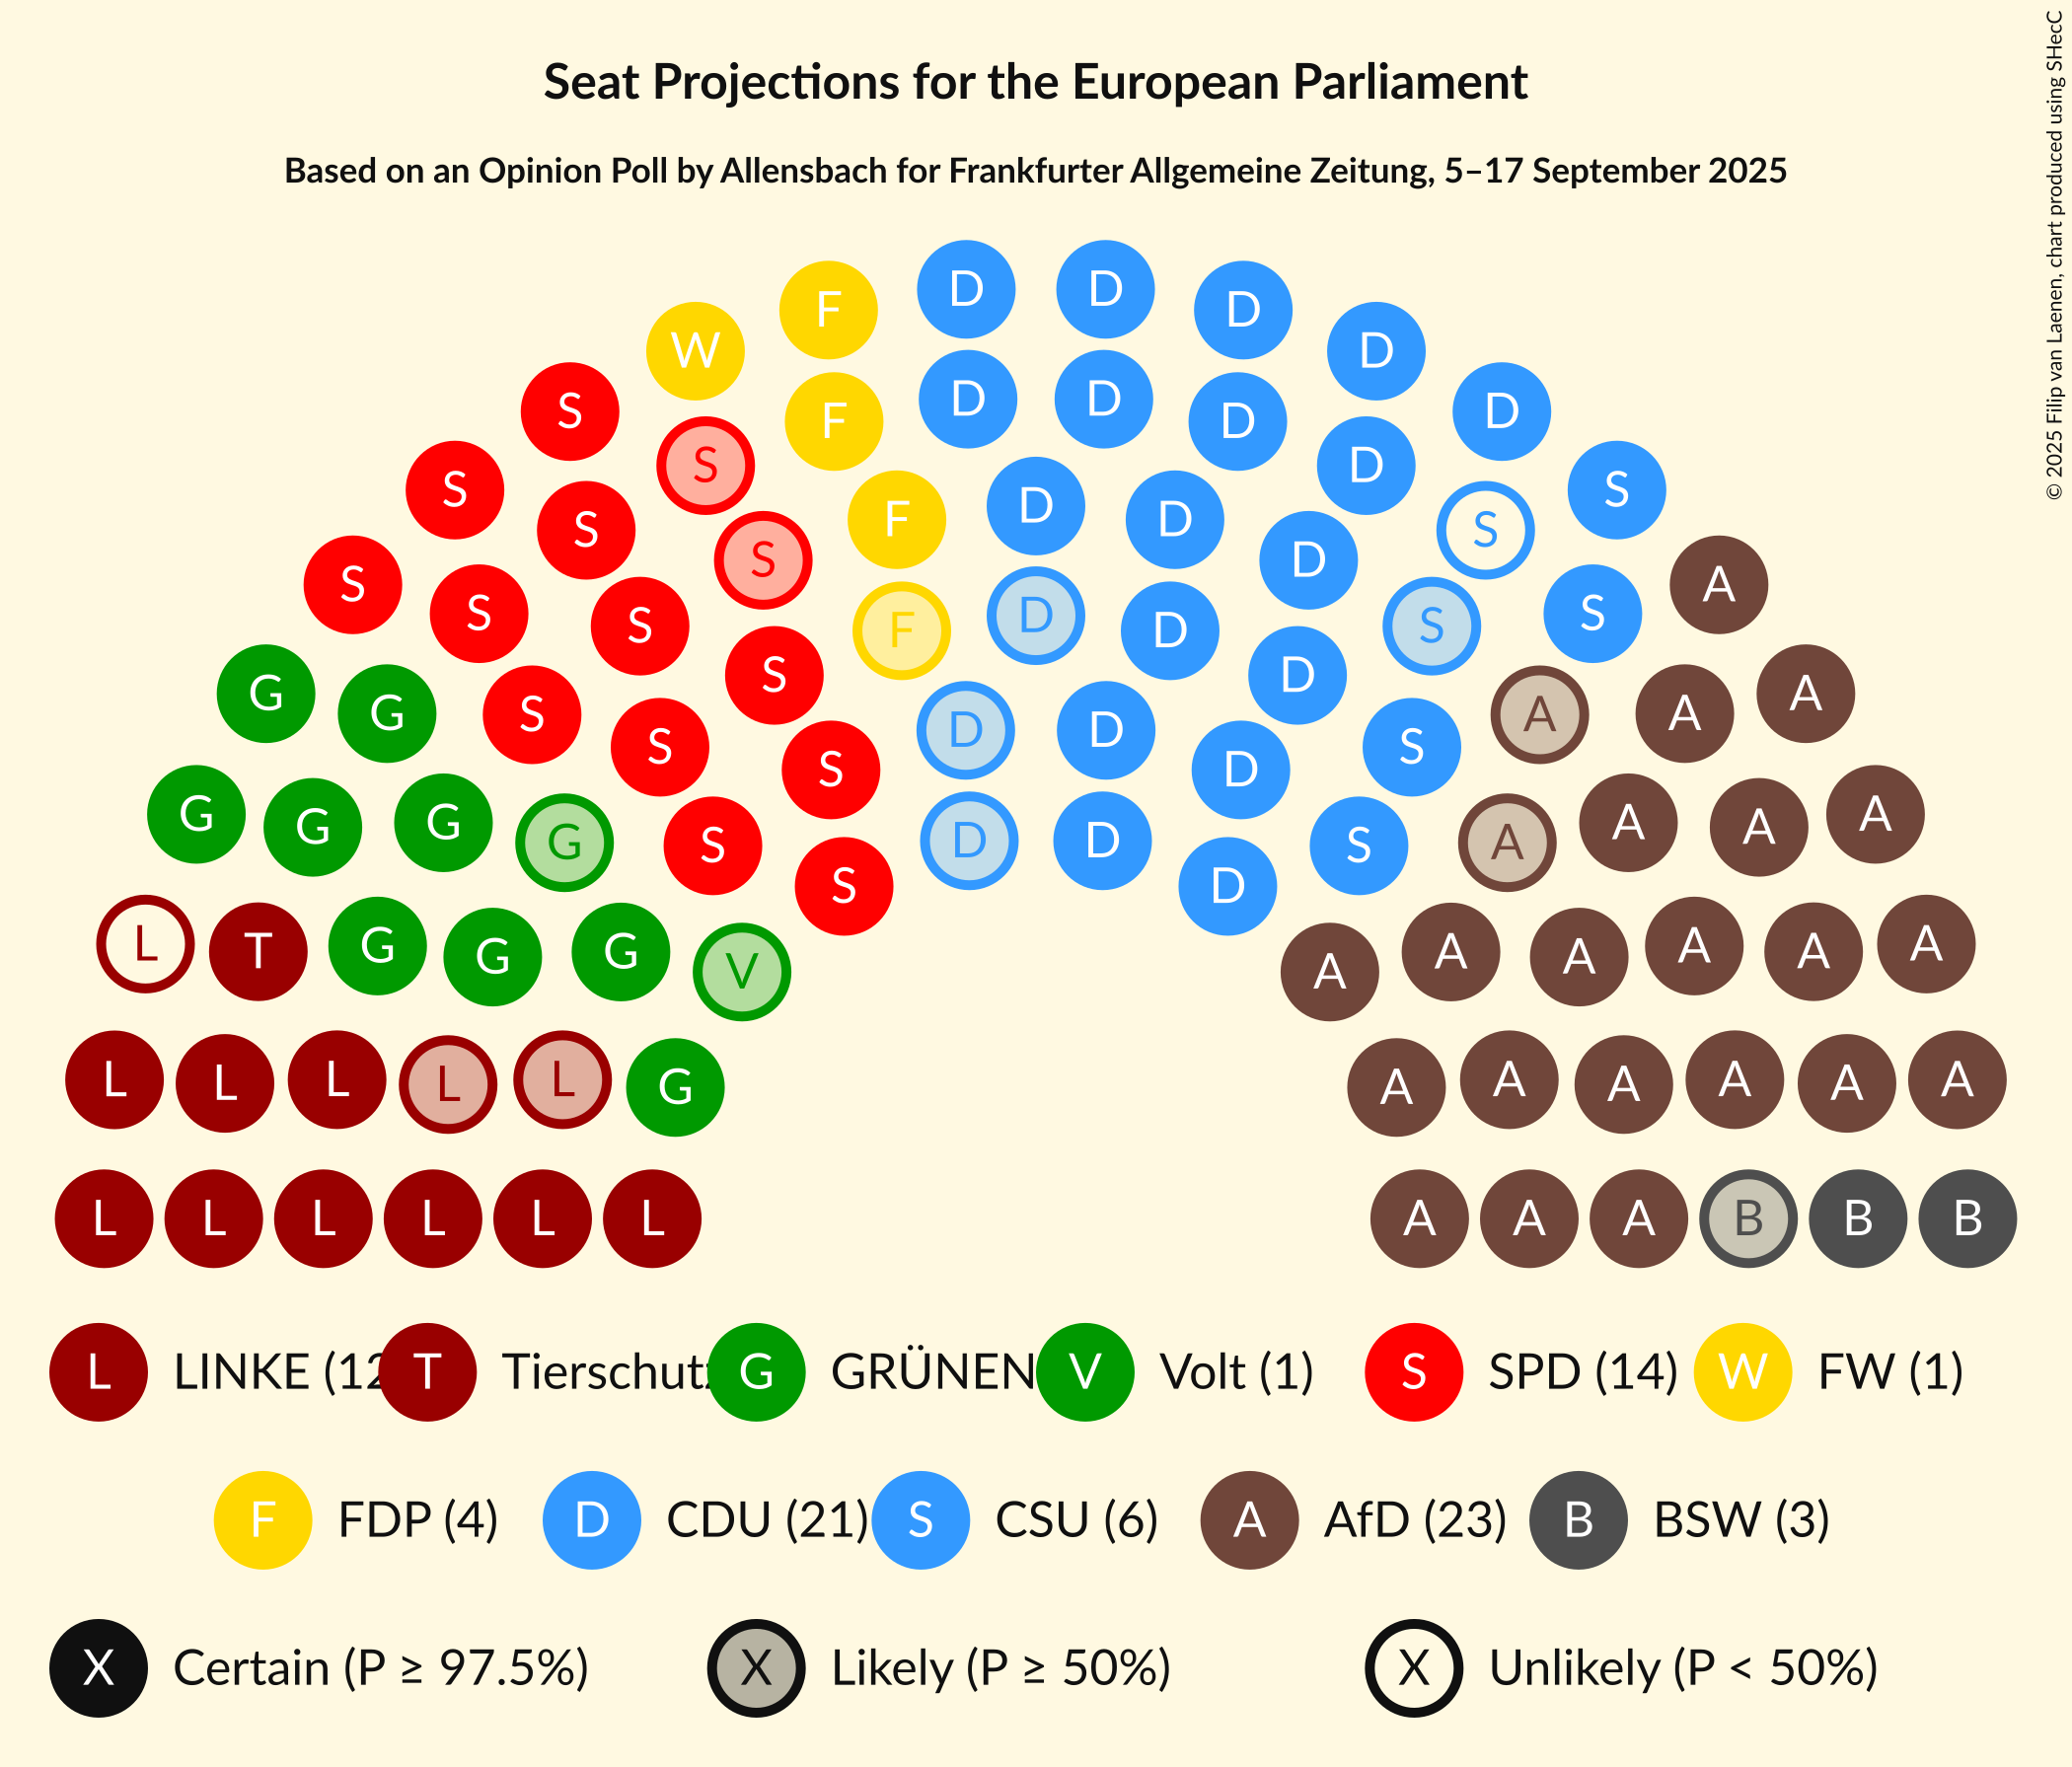 Seat Projections for the European Parliament
Based on an Opinion Poll by Allensbach for Frankfurter Allgemeine Zeitung, 5–17 September 2025
© 2025 Filip van Laenen, chart produced using SHecC
D D
F D
W D
D D
S D
F D
S D
S S
D
F D
S S
S D
S A
S S
D
S F D S
S D
G A
G S A A
D D
S S
S D
G A
G G A A
G S D D S A
S D
L T G G G A A A A A
V A
L L L L L G A A A A A A
L L L L L L A A A B B B
L LINKE (12 T Tierschutz G GRÜNEN V Volt (1) S SPD (14) W FW (1)
F FDP (4) D CDU (21) S CSU (6) A AfD (23) B BSW (3)
X Certain (P ≥ 97.5%) X Likely (P ≥ 50%) X Unlikely (P < 50%)